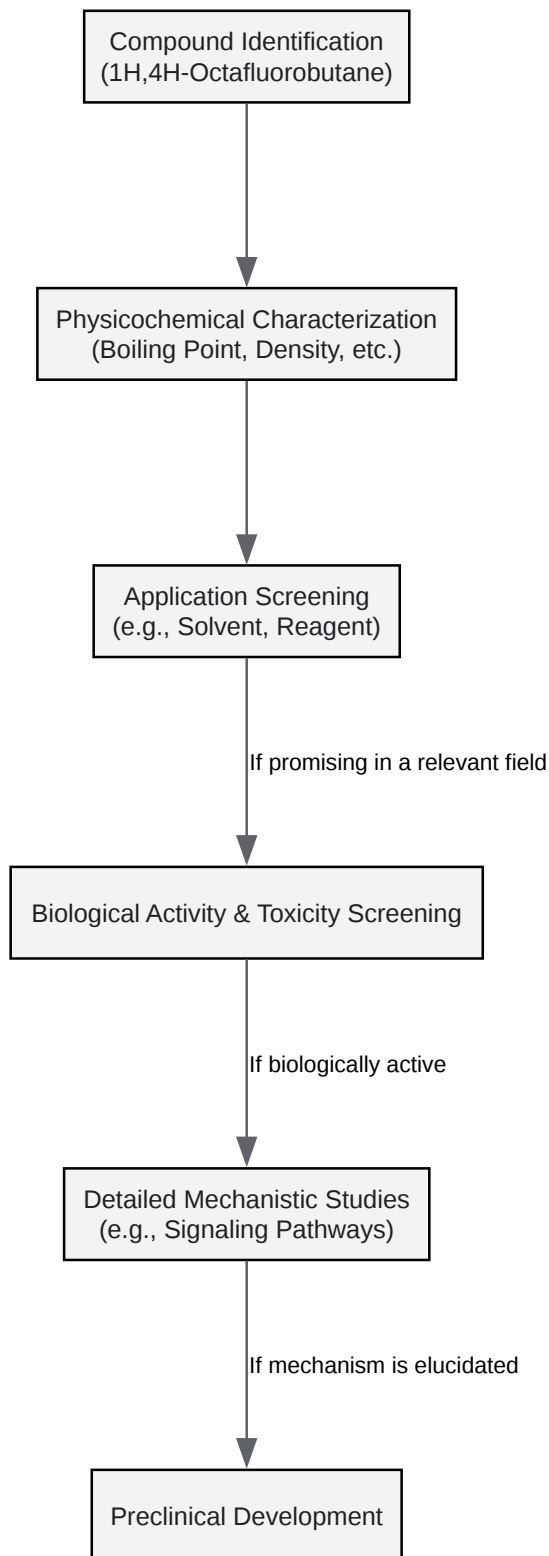 Compound Identification
(1H,4H-Octafluorobutane)
Physicochemical Characterization
(Boiling Point, Density, etc.)
Application Screening
(e.g., Solvent, Reagent)
If promising in a relevant field
Biological Activity & Toxicity Screening
If biologically active
Detailed Mechanistic Studies
(e.g., Signaling Pathways)
If mechanism is elucidated
Preclinical Development